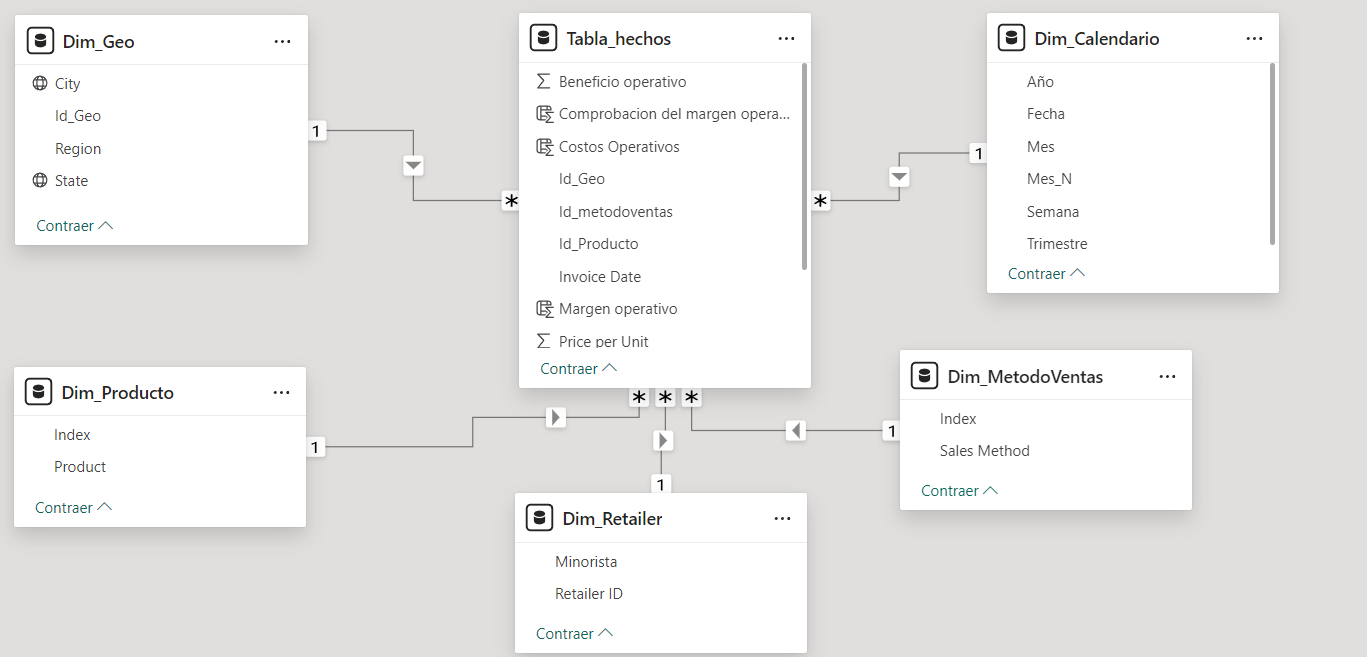 Dim_Geo
City
Id_Geo
Region
State
Contraer
1
*
Tabla_hechos
Beneficio operativo
Comprobacion del margen opera...
Costos Operativos
Id_Geo
Id_metodoventas
Id_Producto
Invoice Date
Margen operativo
Price per Unit
Contraer
*
1
Dim_Calendario
Año
Fecha
Mes
Mes_N
Semana
Trimestre
Contraer
Dim_Producto
Index
Product
Contraer
1
* * *
1
Dim_Retailer
Minorista
Retailer ID
Contraer
1
Dim_MetodoVentas
Index
Sales Method
Contraer